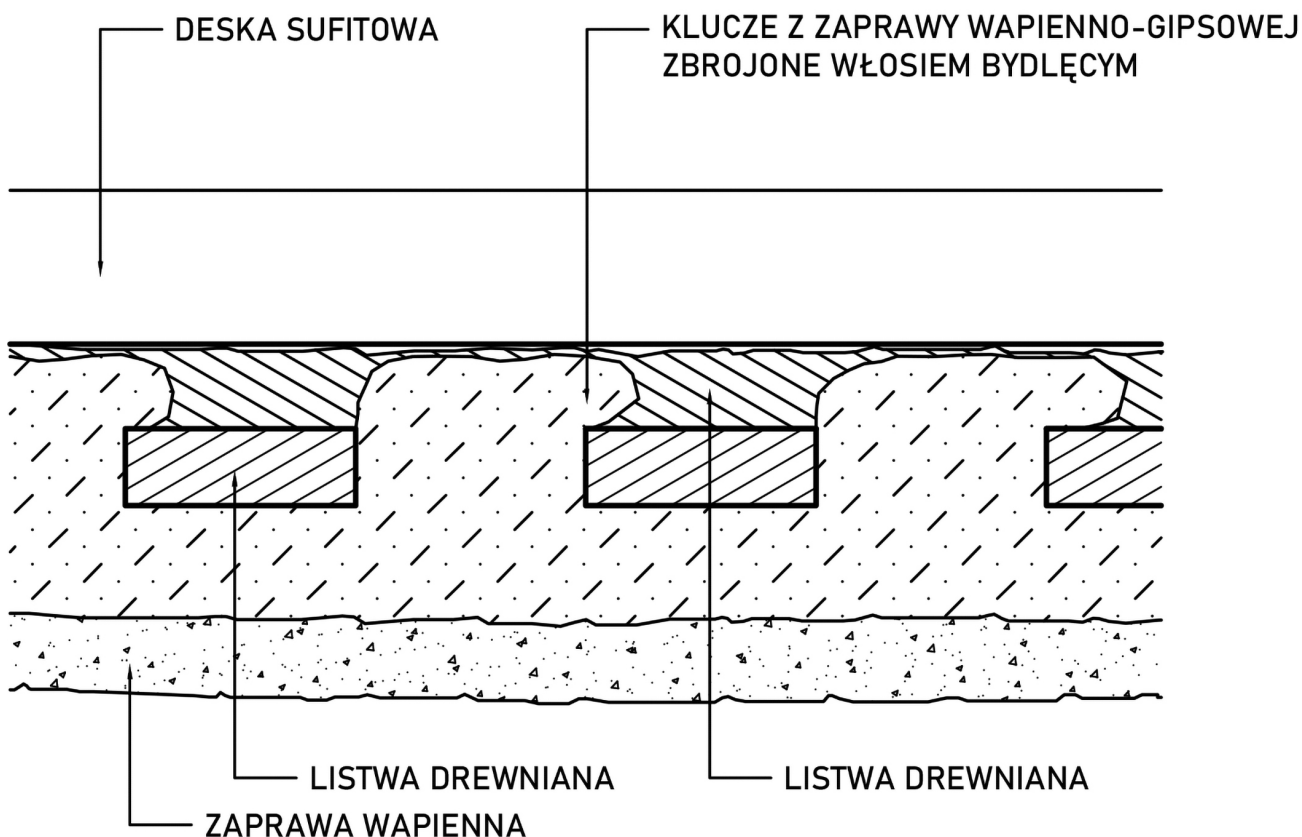 DESKA SUFITOWA
KLUCZE Z ZAPRAWY WAPIENNO-GIPSOWEJ
ZBROJONE WŁOSIEM BYDLĘCYM
LISTWA DREWNIANA
LISTWA DREWNIANA
ZAPRAWA WAPIENNA